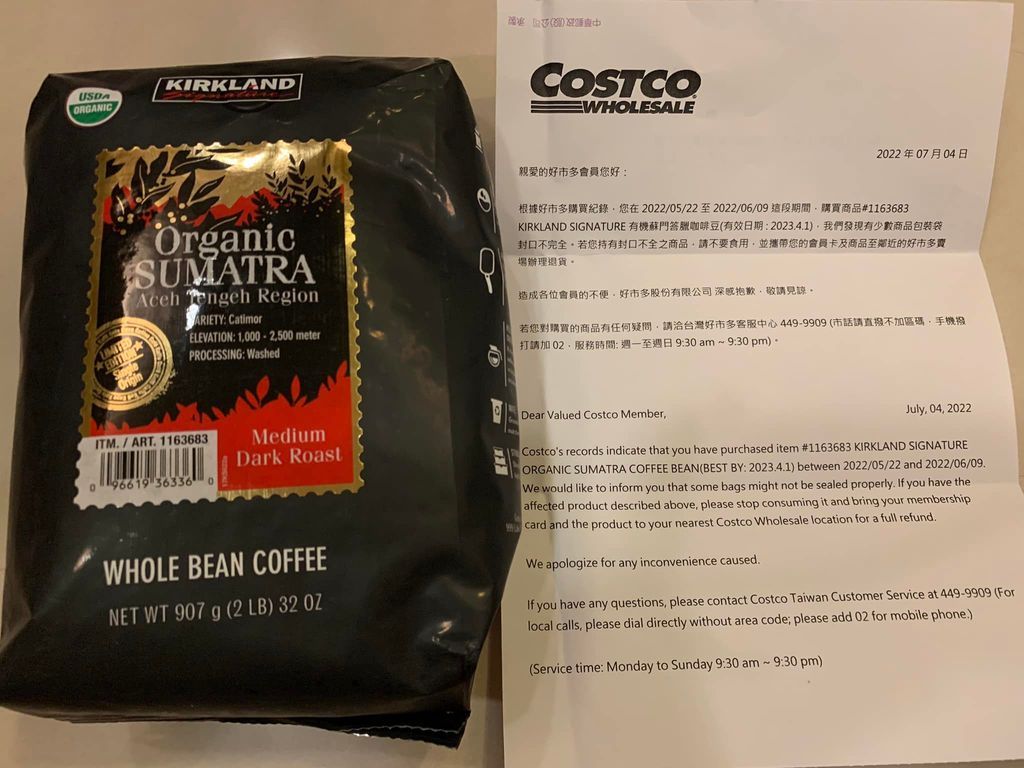 USDA
ORGANIC
KIRKLAND
Signature
Organic
SUMATRA
Aceh Tengeh Region
VARIETY: Catimor
ELEVATION: 1,000 - 2,500 meter
PROCESSING: Washed
LIMITED
EDITION
Single
Origin
ITM. / ART. 1163683
0 96619 36336 0
Medium
Dark Roast
WHOLE BEAN COFFEE
NET WT 907 g (2 LB) 32 OZ
中華郵政(股)公司 承製
COSTCO
WHOLESALE
2022 年 07 月 04 日
親愛的好市多會員您好：
根據好市多購買紀錄，您在 2022/05/22 至 2022/06/09 這段期間，購買商品#1163683
KIRKLAND SIGNATURE 有機蘇門答臘咖啡豆(有效日期：2023.4.1)，我們發現有少數商品包裝袋
封口不完全。若您持有封口不全之商品，請不要食用，並攜帶您的會員卡及商品至鄰近的好市多賣
場辦理退貨。
造成各位會員的不便，好市多股份有限公司 深感抱歉，敬請見諒。
若您對購買的商品有任何疑問，請洽台灣好市多客服中心 449-9909 (市話請直撥不加區碼，手機撥
打請加 02，服務時間: 週一至週日 9:30 am ~ 9:30 pm)。
Dear Valued Costco Member,
July, 04, 2022
Costco's records indicate that you have purchased item #1163683 KIRKLAND SIGNATURE
ORGANIC SUMATRA COFFEE BEAN(BEST BY: 2023.4.1) between 2022/05/22 and 2022/06/09.
We would like to inform you that some bags might not be sealed properly. If you have the
affected product described above, please stop consuming it and bring your membership
card and the product to your nearest Costco Wholesale location for a full refund.
We apologize for any inconvenience caused.
If you have any questions, please contact Costco Taiwan Customer Service at 449-9909 (For
local calls, please dial directly without area code; please add 02 for mobile phone.)
(Service time: Monday to Sunday 9:30 am ~ 9:30 pm)